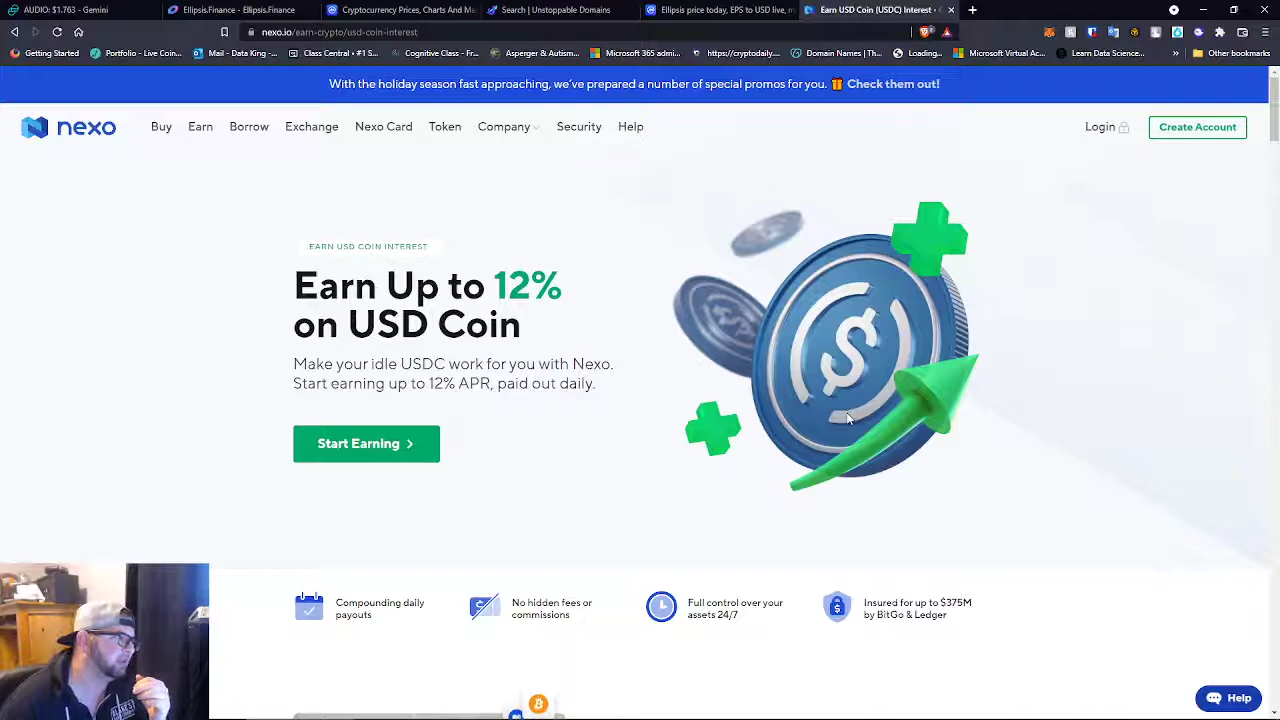 AUDIO: $1.763 - Gemini
Ellipsis.Finance - Ellipsis.Finance
Cryptocurrency Prices, Charts And Ma
Search | Unstoppable Domains
Ellipsis price today, EPS to USD live, m
Earn USD Coin (USDC) Interest -
nexo.io/earn-crypto/usd-coin-interest
Getting Started
Portfolio - Live Coin...
Mail - Data King -...
Class Central • #1 S...
Cognitive Class - Fr...
Asperger & Autism...
Microsoft 365 admi...
https://cryptodaily...
Domain Names | Th...
Loading...
Microsoft Virtual Ac...
Learn Data Science...
Other bookmarks
With the holiday season fast approaching, we've prepared a number of special promos for you. 🎁 Check them out!
nexo
Buy
Earn
Borrow
Exchange
Nexo Card
Token
Company
Security
Help
Login
Create Account
EARN USD COIN INTEREST
Earn Up to 12%
on USD Coin
Make your idle USDC work for you with Nexo.
Start earning up to 12% APR, paid out daily.
Start Earning
Compounding daily
payouts
No hidden fees or
commissions
Full control over your
assets 24/7
Insured for up to $375M
by BitGo & Ledger
Help